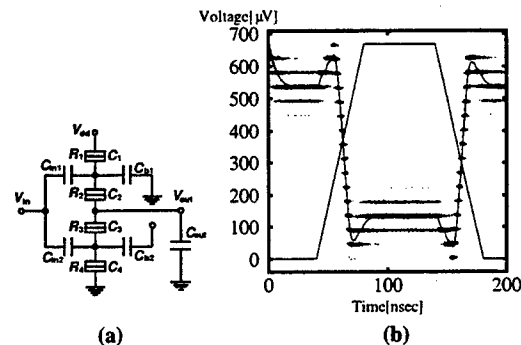 Voltage[μV]
700
600
500
400
300
200
100
0
0
100
200
Time[nsec]
(b)
Vdd
R1
C1
Cin1
Cb1
R2
C2
Vin
Vout
R3
C3
Cin2
Cb2
Cout
R4
C4
(a)